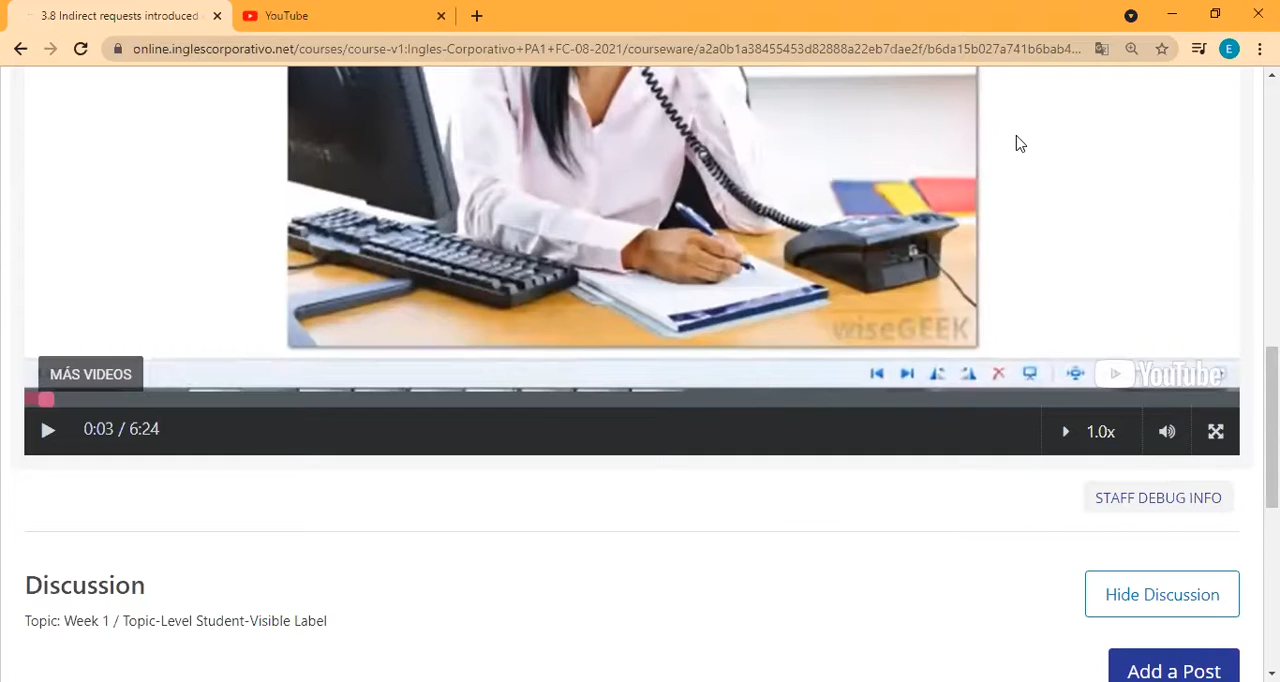 3.8 Indirect requests introduced
YouTube
online.inglescorporativo.net/courses/course-v1:Ingles-Corporativo+PA1+FC-08-2021/courseware/a2a0b1a38455453d82888a22eb7dae2f/b6da15b027a741b6bab4...
E
wiseGEEK
MÁS VIDEOS
YouTube
0:03 / 6:24
1.0x
STAFF DEBUG INFO
Discussion
Hide Discussion
Topic: Week 1 / Topic-Level Student-Visible Label
Add a Post